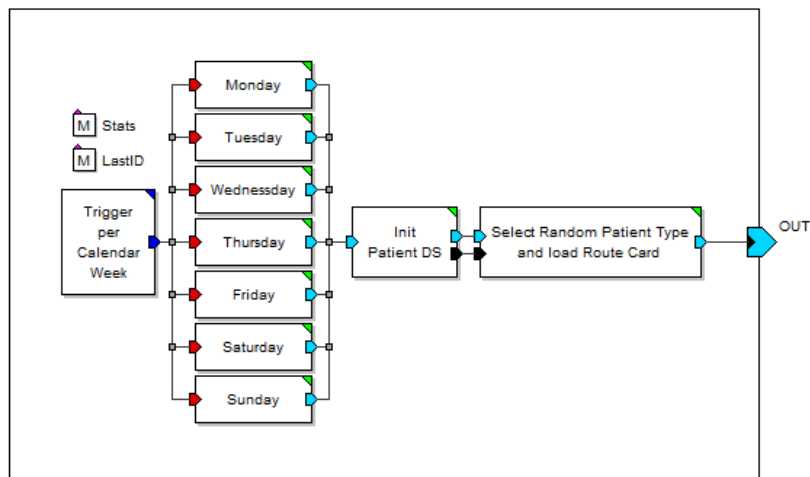 Monday
M Stats
Tuesday
M LastID
Wednessday
Trigger
per
Calendar
Week
Thursday
Init
Patient DS
Select Random Patient Type
and load Route Card
OUT
Friday
Saturday
Sunday